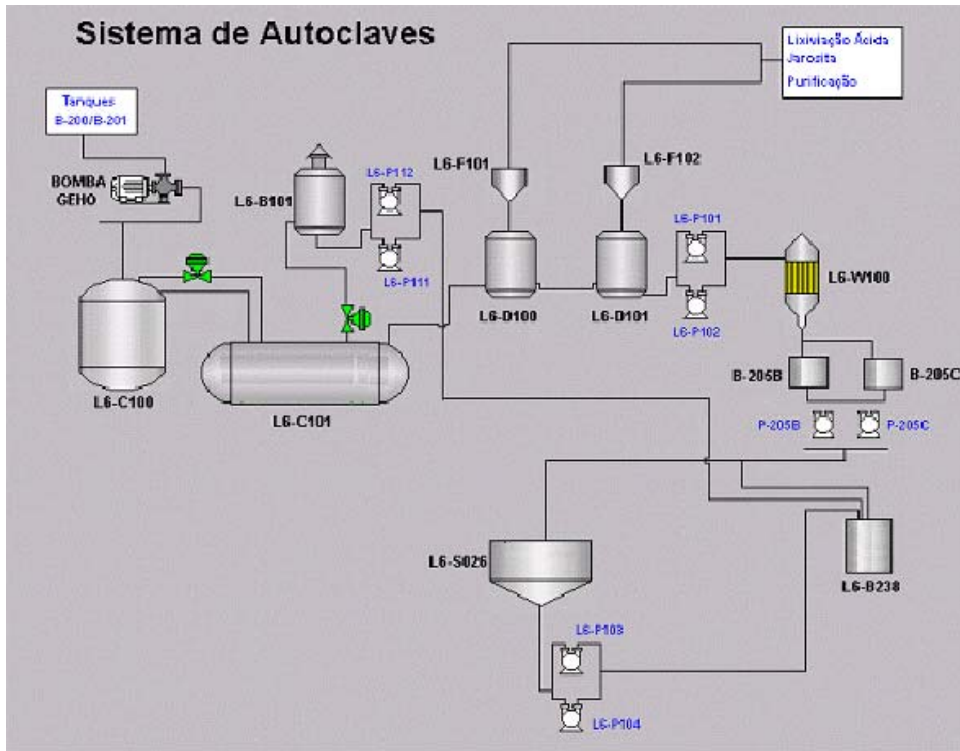 Sistema de Autoclaves
Lixiviação Ácida
Jarosita
Purificação
Tanques
B-200/B-201
BOMBA
GEHO
L6-B101
L6-P112
L6-P111
L6-F101
L6-F102
L6-P101
L6-P102
L6-W100
L6-D100
L6-D101
L6-C100
L6-C101
B-205B
B-205C
P-205B
P-205C
L6-S026
L6-B238
L6-P103
L6-P104